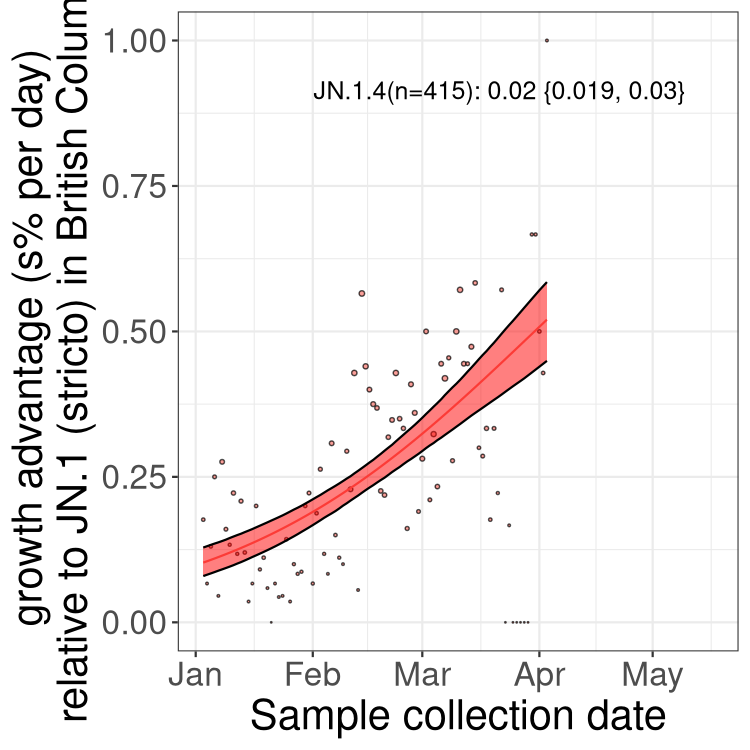 growth advantage (s% per day)
relative to JN.1 (stricto) in British Colum
1.00
0.75
0.50
0.25
0.00
JN.1.4(n=415): 0.02 {0.019, 0.03}
Jan Feb Mar Apr May
Sample collection date